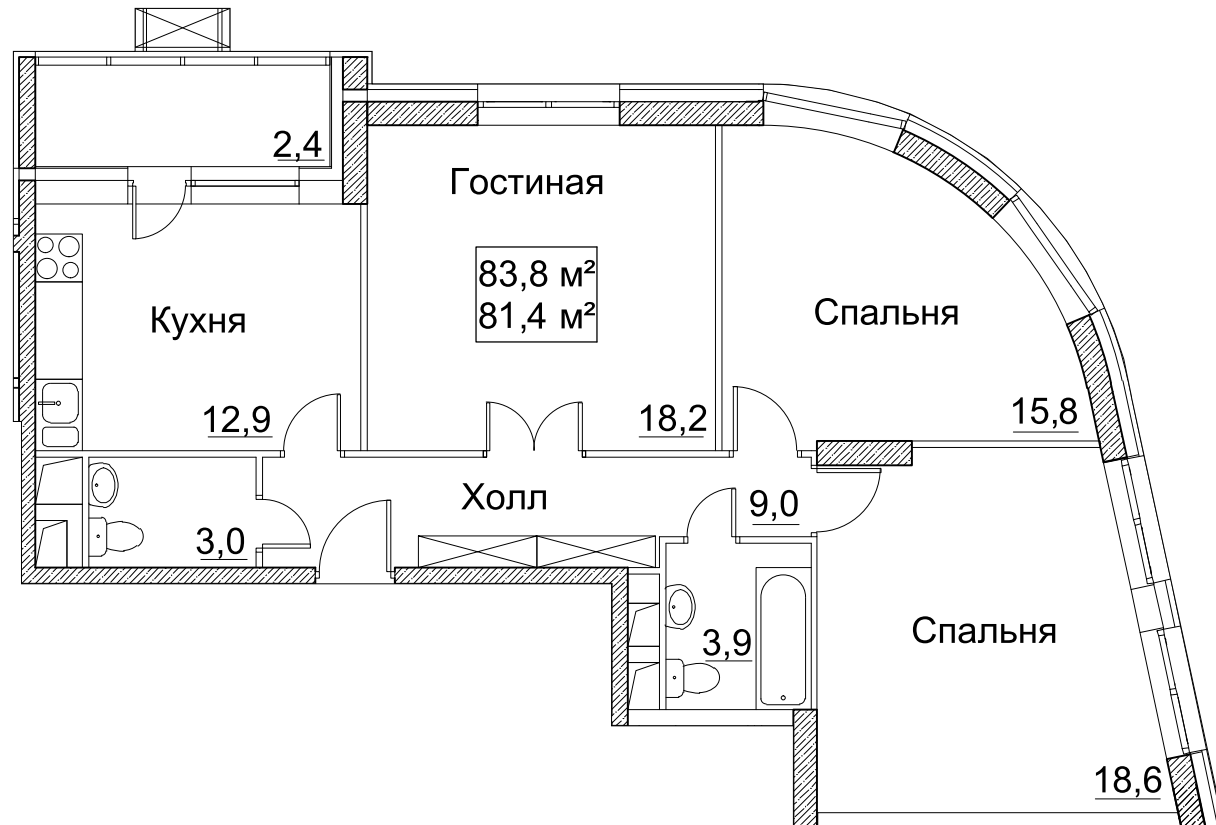 2,4
Гостиная
83,8 м²
81,4 м²
Кухня
Спальня
12,9
18,2
15,8
Холл
9,0
3,0
3,9
Спальня
18,6